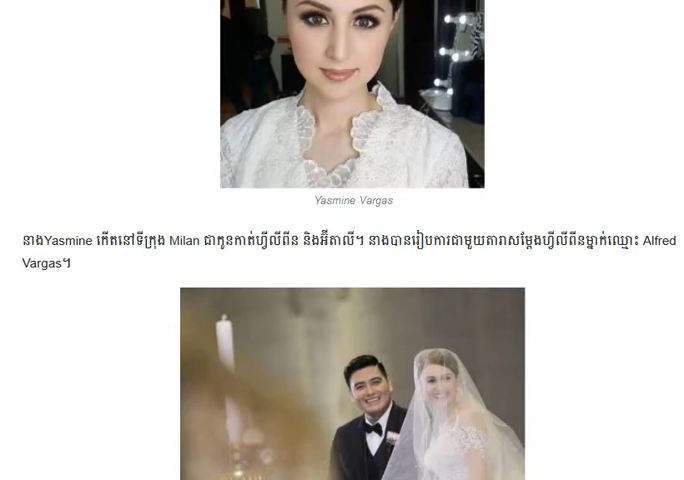 Yasmine Vargas
នាងYasmine កើតនៅទីក្រុង Milan ជាកូនកាត់ហ្វីលីពីន និងអ៊ីតាលី។ នាងបានរៀបការជាមួយតារាសម្ដែងហ្វីលីពីនម្នាក់ឈ្មោះ Alfred
Vargas។